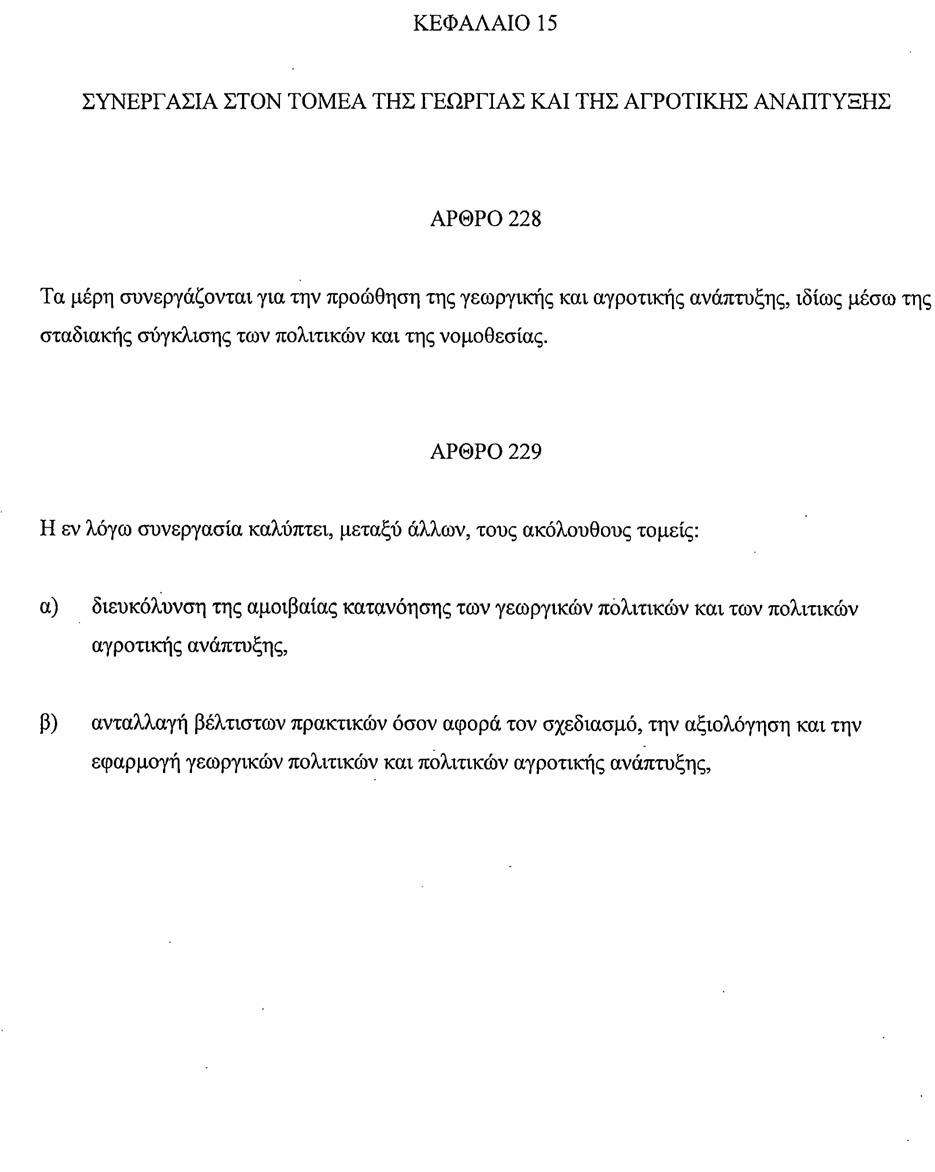 ΚΕΦΑΛΑΙΟ 15
ΣΥΝΕΡΓΑΣΙΑ ΣΤΟΝ ΤΟΜΕΑ ΤΗΣ ΓΕΩΡΓΙΑΣ ΚΑΙ ΤΗΣ ΑΓΡΟΤΙΚΗΣ ΑΝΑΠΤΥΞΗΣ
ΑΡΘΡΟ 228
Τα μέρη συνεργάζονται για την προώθηση της γεωργικής και αγροτικής ανάπτυξης, ιδίως μέσω της
σταδιακής σύγκλισης των πολιτικών και της νομοθεσίας.
ΑΡΘΡΟ 229
Η εν λόγω συνεργασία καλύπτει, μεταξύ άλλων, τους ακόλουθους τομείς:
α) διευκόλυνση της αμοιβαίας κατανόησης των γεωργικών πολιτικών και των πολιτικών
αγροτικής ανάπτυξης,
β) ανταλλαγή βέλτιστων πρακτικών όσον αφορά τον σχεδιασμό, την αξιολόγηση και την
εφαρμογή γεωργικών πολιτικών και πολιτικών αγροτικής ανάπτυξης,